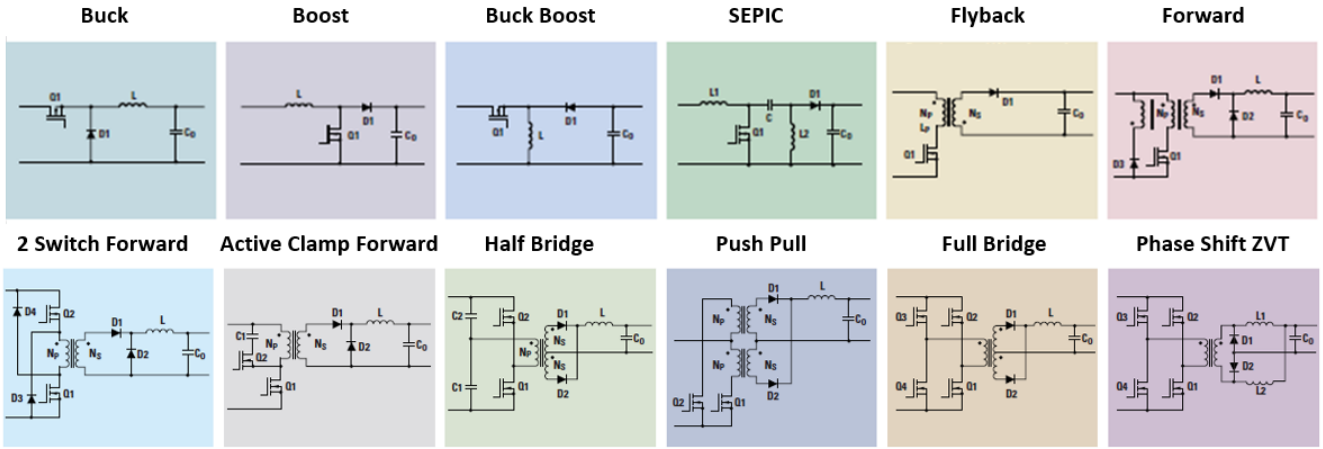 Buck
Boost
Buck Boost
SEPIC
Flyback
Forward
Q1
L
D1
CO
L
Q1
D1
CO
Q1
L
D1
CO
L1
Q1
C
L2
D1
CO
NP
LP
NS
Q1
D1
CO
D3
NP
Q1
NS
D1
D2
L
CO
2 Switch Forward
Active Clamp Forward
Half Bridge
Push Pull
Full Bridge
Phase Shift ZVT
D4
Q2
D3
Q1
NP
NS
D1
D2
L
CO
C1
Q2
NP
NS
Q1
D1
D2
L
CO
C2
C1
Q2
Q1
NP
D1
NS
NS
D2
L
CO
Q2
Q1
NP
NP
D1
NS
NS
D2
L
CO
Q3
Q2
Q4
Q1
D1
D2
L
CO
Q3
Q2
Q4
Q1
L1
D1
D2
L2
CO